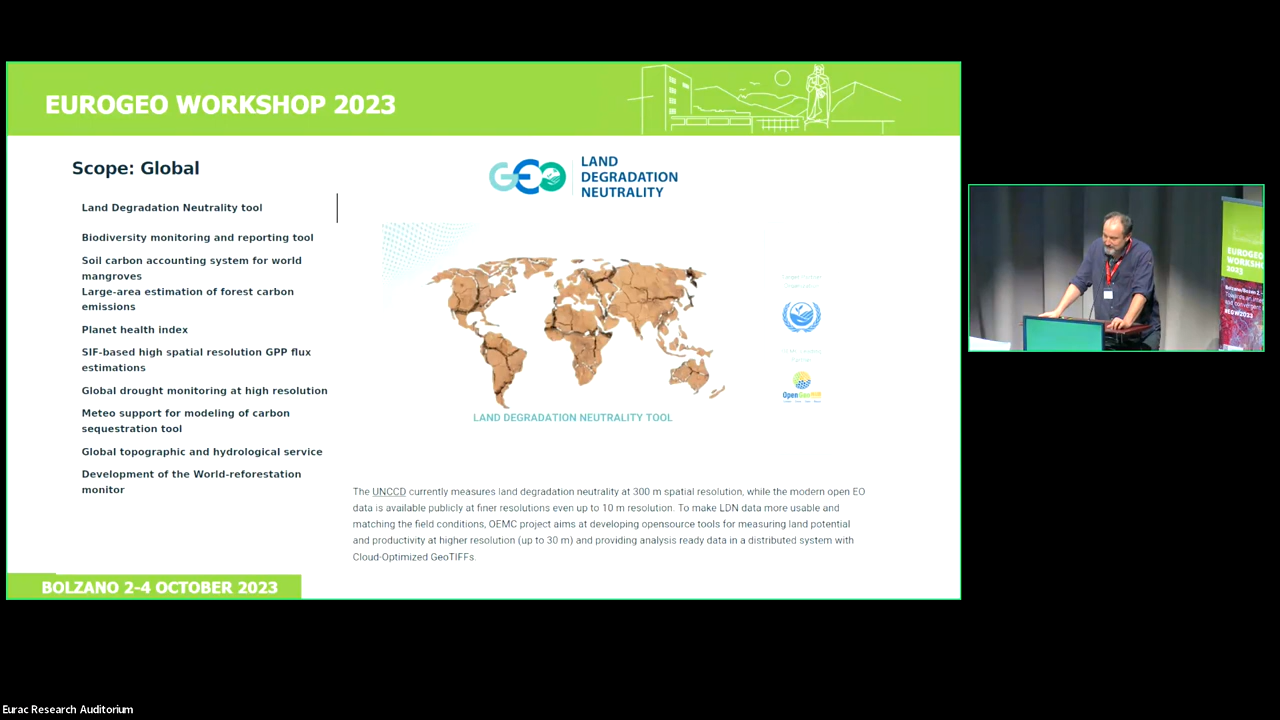 EUROGEO WORKSHOP 2023
Scope: Global
Land Degradation Neutrality tool
Biodiversity monitoring and reporting tool
Soil carbon accounting system for world
mangroves
Large-area estimation of forest carbon
emissions
Planet health index
SIF-based high spatial resolution GPP flux
estimations
Global drought monitoring at high resolution
Meteo support for modeling of carbon
sequestration tool
Global topographic and hydrological service
Development of the World-reforestation
monitor
GEO
LAND
DEGRADATION
NEUTRALITY
LAND DEGRADATION NEUTRALITY TOOL
The UNCCD currently measures land degradation neutrality at 300 m spatial resolution, while the modern open EO
data is available publicly at finer resolutions even up to 10 m resolution. To make LDN data more usable and
matching the field conditions, OEMC project aims at developing opensource tools for measuring land potential
and productivity at higher resolution (up to 30 m) and providing analysis ready data in a distributed system with
Cloud-Optimized GeoTIFFs.
BOLZANO 2-4 OCTOBER 2023
EUROGEO
WORKSH
2023
#EGW2023
Eurac Research Auditorium